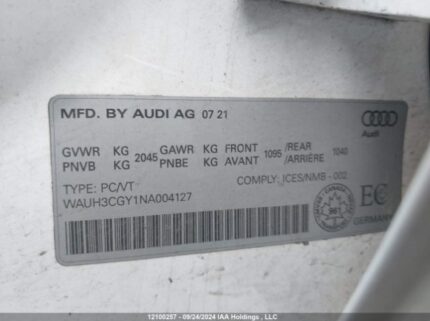 MFD. BY AUDI AG 07 21
Audi
GVWR KG 2045 GAWR KG FRONT 1095 /REAR 1040
PNVB KG PNBE KG AVANT /ARRIÈRE
COMPLY: ICES/NMB - 002
TYPE: PC/VT
WAUH3CGY1NA004127
CANADA
EC
GERMANY
12100257 - 09/24/2024 IAA Holdings , LLC